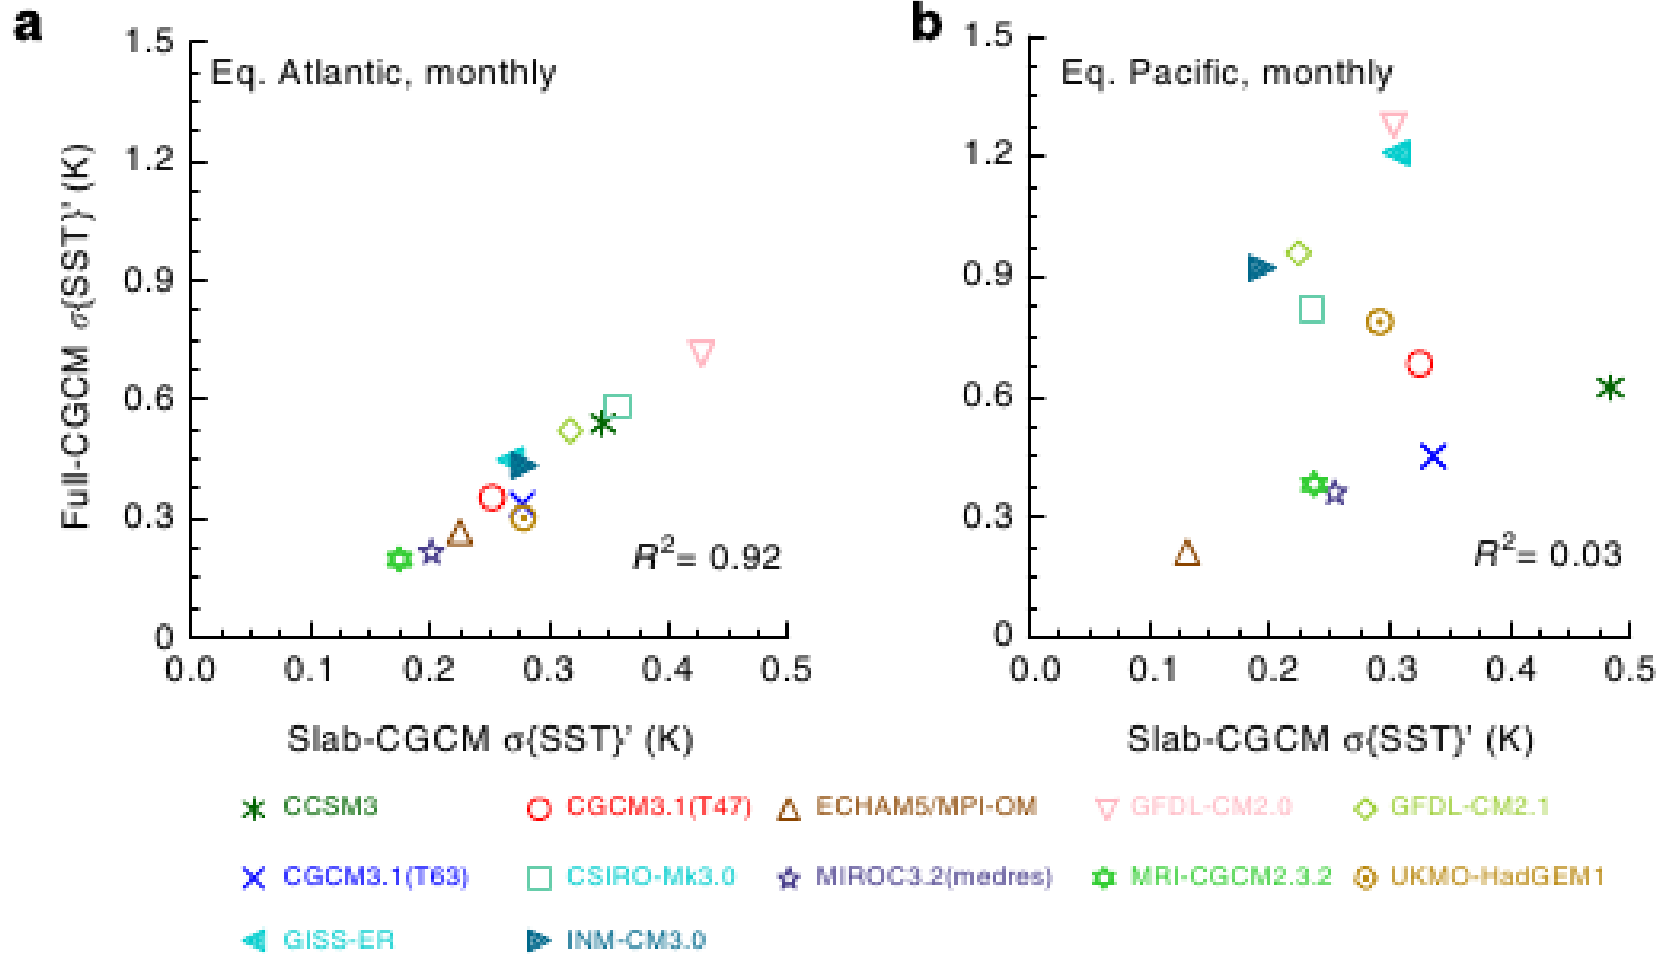 a
Eq. Atlantic, monthly
Full-CGCM σ{SST}' (K)
1.5
1.2
0.9
0.6
0.3
0
R²= 0.92
0.0 0.1 0.2 0.3 0.4 0.5
Slab-CGCM σ{SST}' (K)
b
Eq. Pacific, monthly
1.5
1.2
0.9
0.6
0.3
0
R²= 0.03
0.0 0.1 0.2 0.3 0.4 0.5
Slab-CGCM σ{SST}' (K)
CCSM3 CGCM3.1(T47) ECHAM5/MPI-OM GFDL-CM2.0 GFDL-CM2.1
CGCM3.1(T63) CSIRO-Mk3.0 MIROC3.2(medres) MRI-CGCM2.3.2 UKMO-HadGEM1
GISS-ER INM-CM3.0